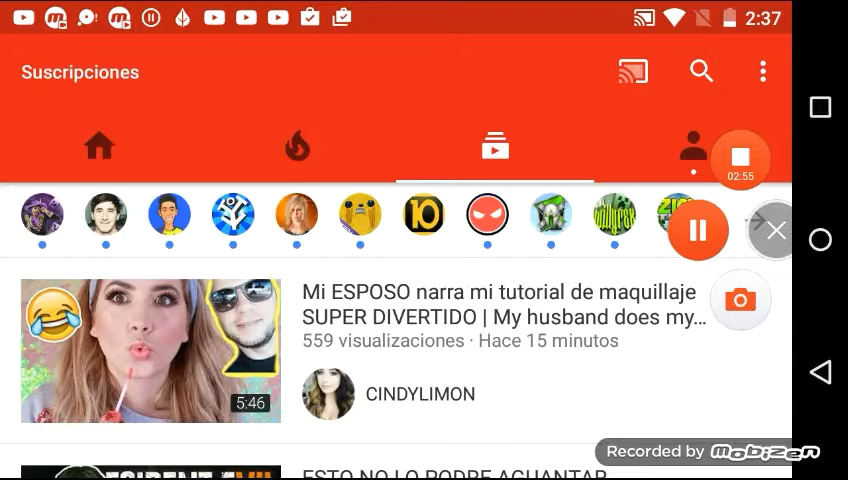 2:37
Suscripciones
02:55
10
Mi ESPOSO narra mi tutorial de maquillaje
SUPER DIVERTIDO | My husband does my...
559 visualizaciones · Hace 15 minutos
5:46
CINDYLIMON
Recorded by mobizen
ESTO NO LO PODRE AGUANTAR